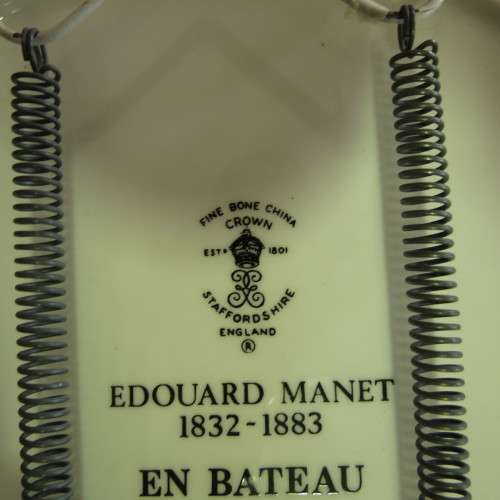 FINE BONE CHINA
CROWN
ESTD 1801
STAFFORDSHIRE
ENGLAND
®
EDOUARD MANET
1832-1883
EN BATEAU